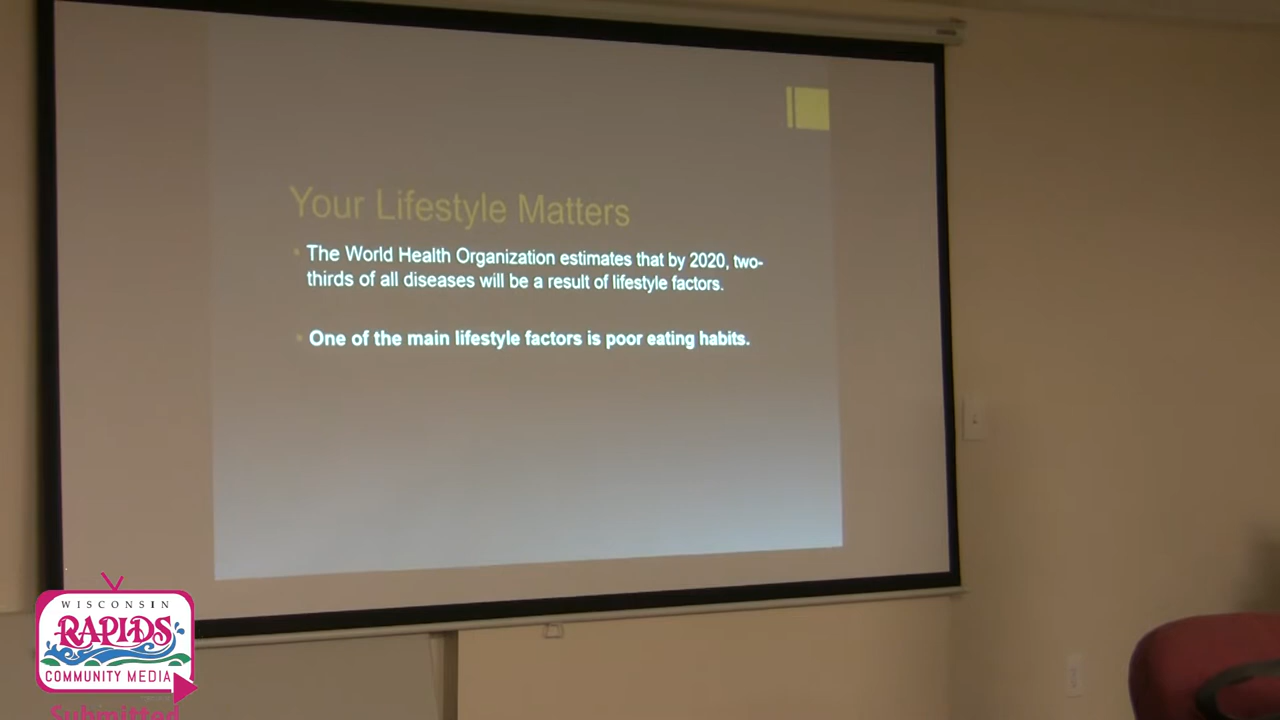 Your Lifestyle Matters
The World Health Organization estimates that by 2020, two-
thirds of all diseases will be a result of lifestyle factors.
One of the main lifestyle factors is poor eating habits.
WISCONSIN
RAPIDS
COMMUNITY MEDIA
Submitted